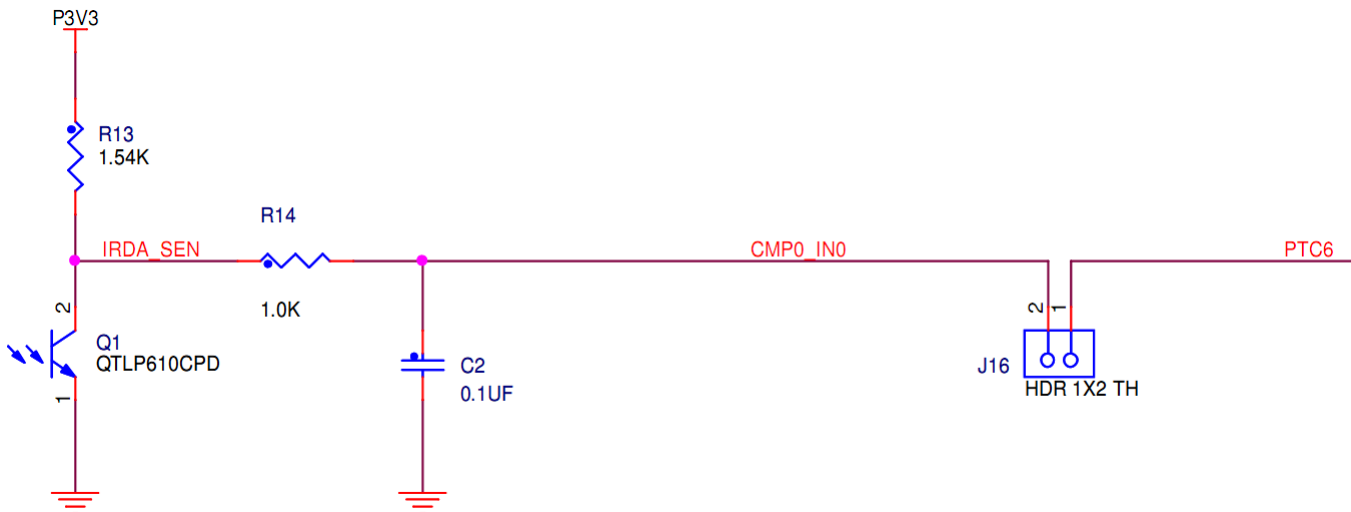 P3V3
R13
1.54K
R14
IRDA_SEN
CMP0_IN0
PTC6
1.0K
2
Q1
QTLP610CPD
1
C2
0.1UF
2
1
J16
HDR 1X2 TH